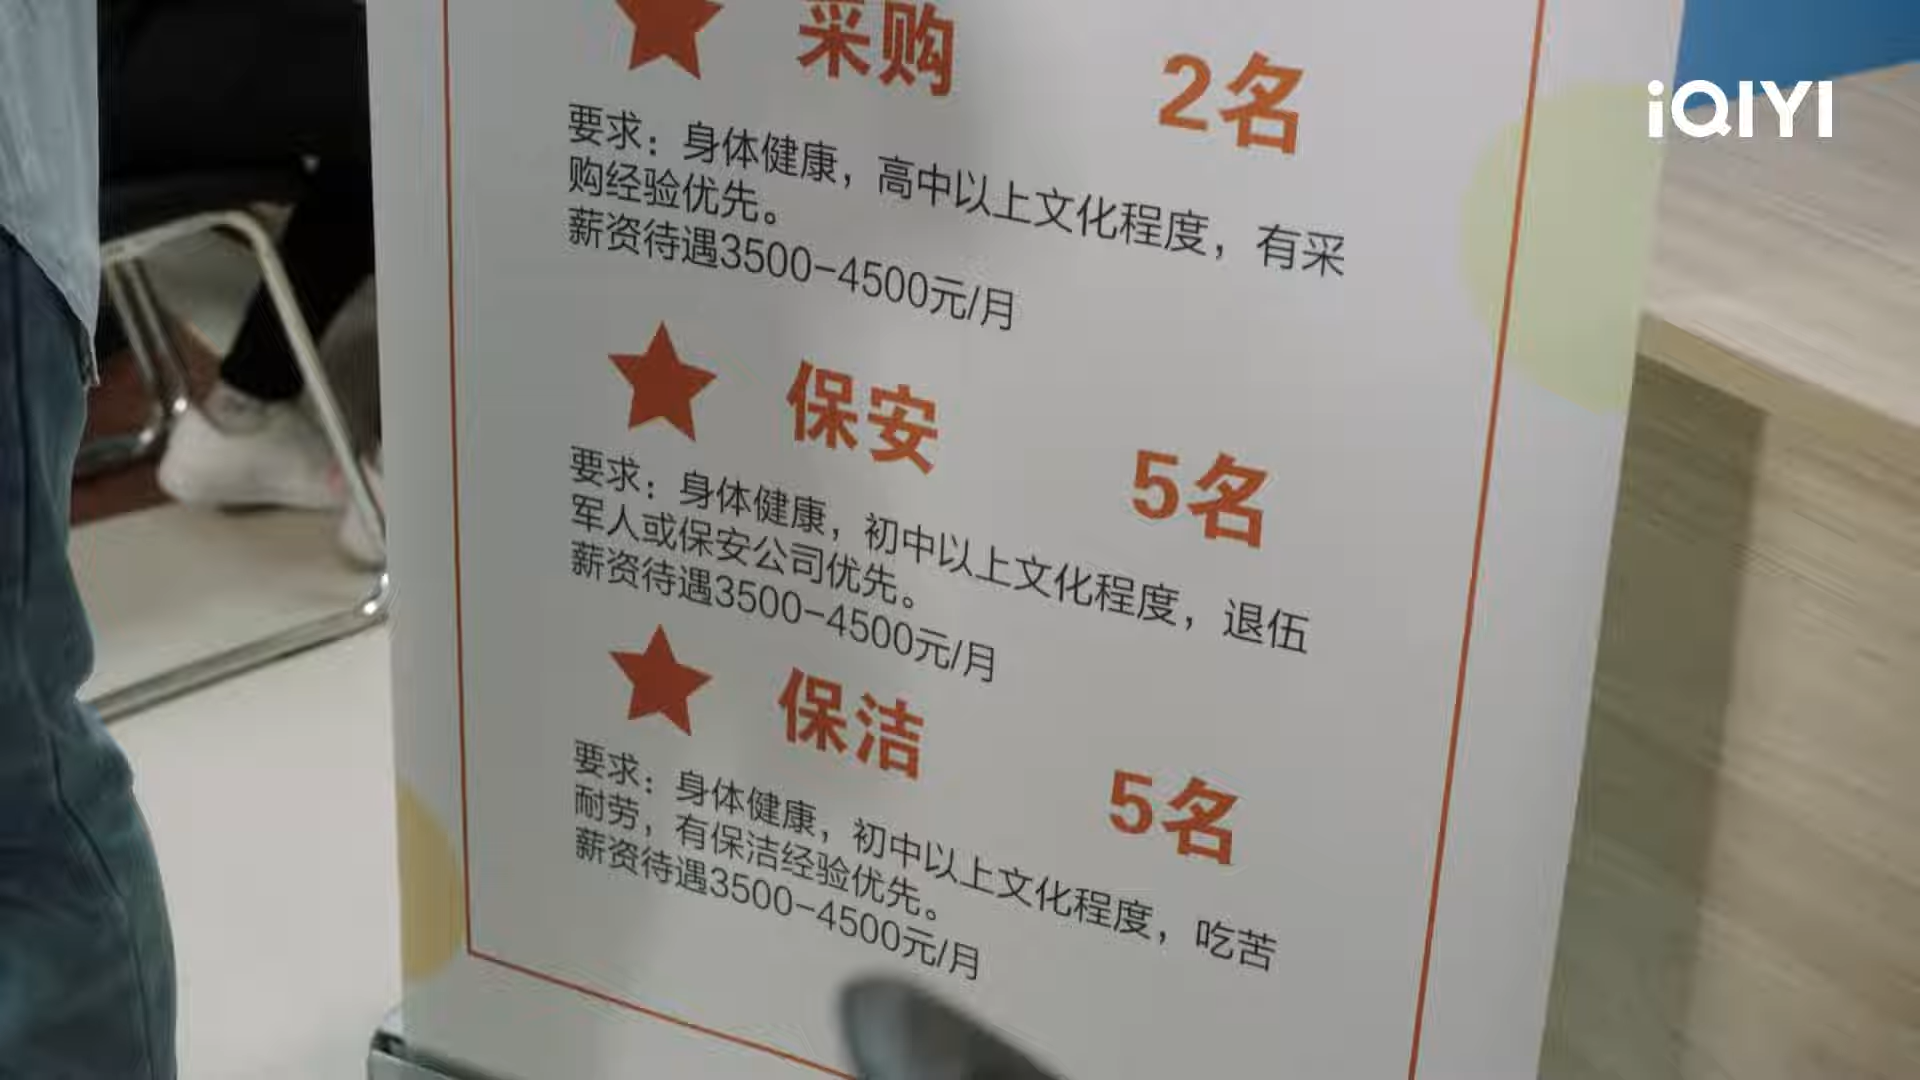 iQIYI
采购 2名
要求：身体健康，高中以上文化程度，有采
购经验优先。
薪资待遇3500-4500元/月
保安 5名
要求：身体健康，初中以上文化程度，退伍
军人或保安公司优先。
薪资待遇3500-4500元/月
保洁 5名
要求：身体健康，初中以上文化程度，吃苦
耐劳，有保洁经验优先。
薪资待遇3500-4500元/月